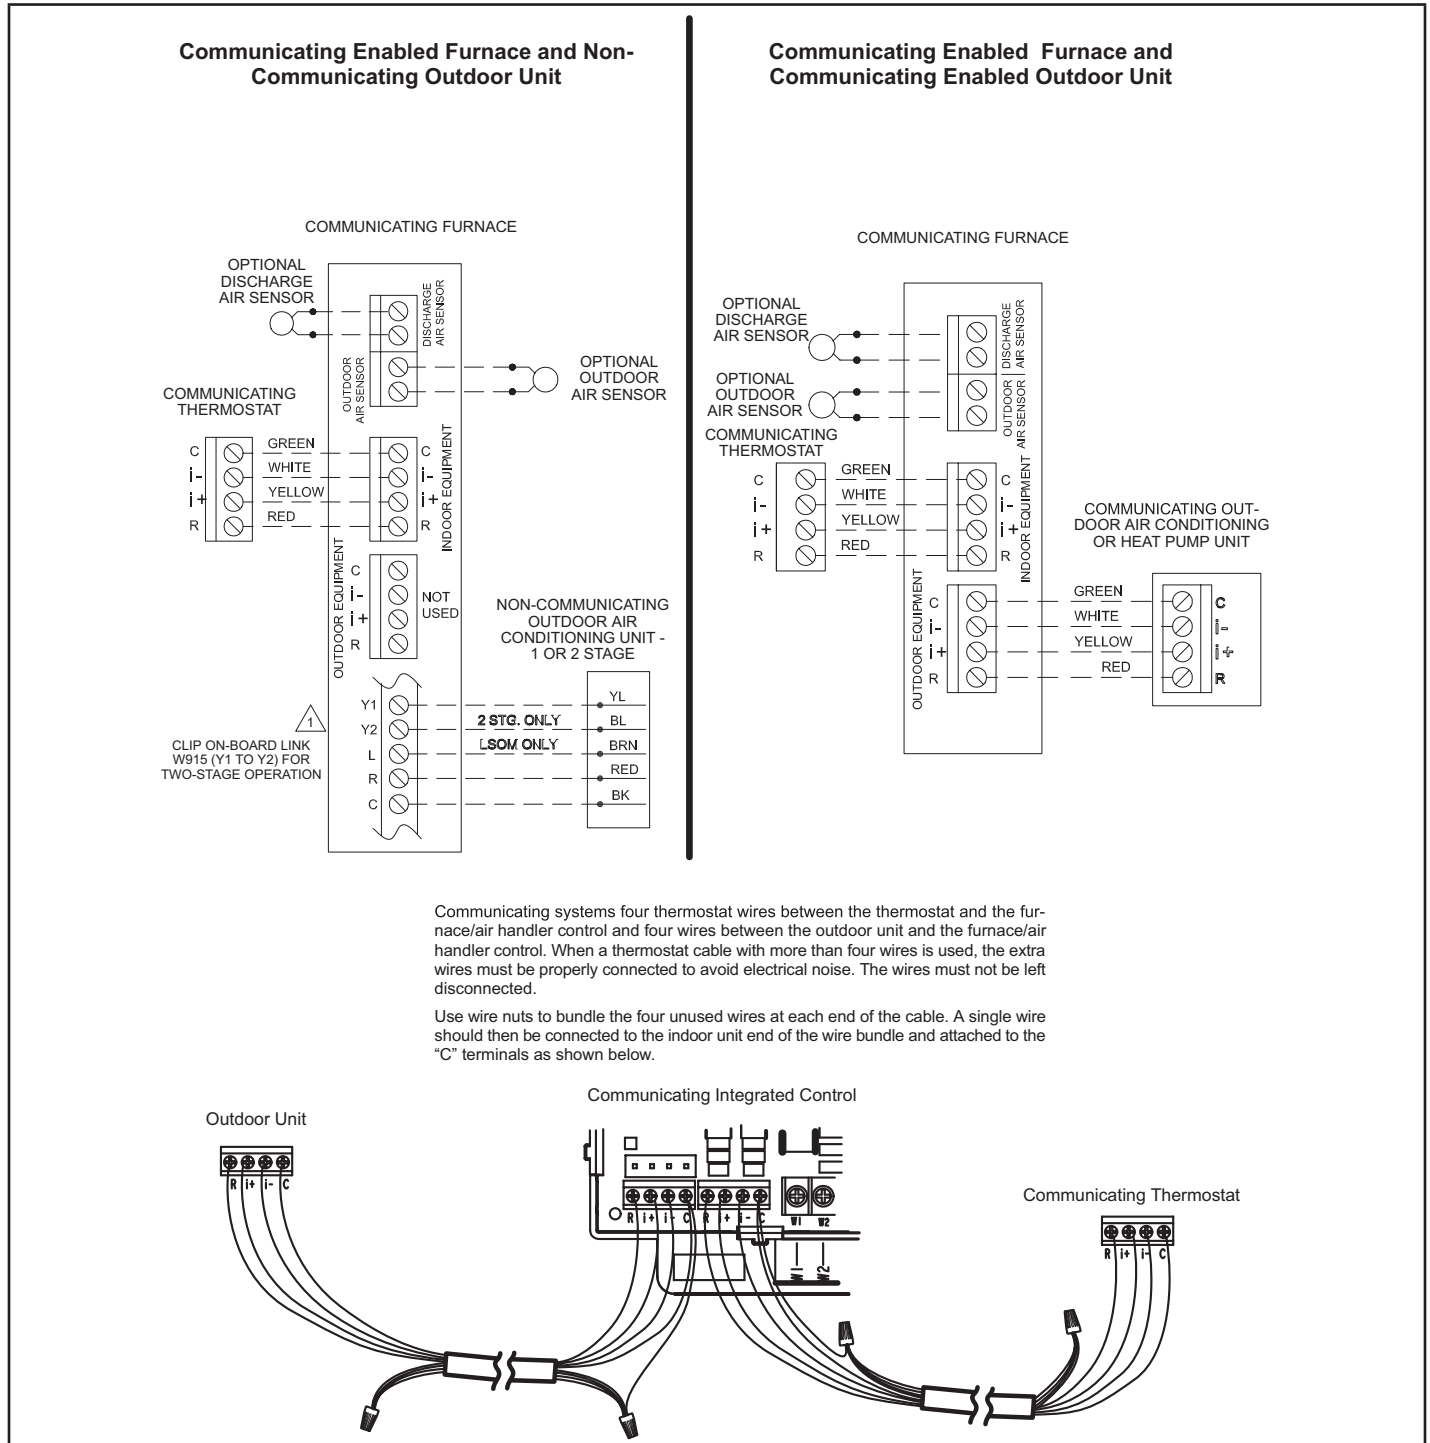 Communicating Enabled Furnace and Non-
Communicating Outdoor Unit
COMMUNICATING FURNACE
OPTIONAL
DISCHARGE
AIR SENSOR
DISCHARGE
AIR SENSOR
OUTDOOR
AIR SENSOR
OPTIONAL
OUTDOOR
AIR SENSOR
COMMUNICATING
THERMOSTAT
C GREEN C
i- WHITE i-
i+ YELLOW i+
R RED R
INDOOR EQUIPMENT
OUTDOOR EQUIPMENT
C
i-
i+
R
NOT
USED
NON-COMMUNICATING
OUTDOOR AIR
CONDITIONING UNIT -
1 OR 2 STAGE
1
CLIP ON-BOARD LINK
W915 (Y1 TO Y2) FOR
TWO-STAGE OPERATION
Y1 YL
Y2 2 STG. ONLY BL
L LSOM ONLY BRN
R RED
C BK
Communicating Enabled Furnace and
Communicating Enabled Outdoor Unit
COMMUNICATING FURNACE
OPTIONAL
DISCHARGE
AIR SENSOR
DISCHARGE
AIR SENSOR
OPTIONAL
OUTDOOR
AIR SENSOR
OUTDOOR
AIR SENSOR
COMMUNICATING
THERMOSTAT
C GREEN C
i- WHITE i-
i+ YELLOW i+
R RED R
INDOOR EQUIPMENT
COMMUNICATING OUT-
DOOR AIR CONDITIONING
OR HEAT PUMP UNIT
OUTDOOR EQUIPMENT
C GREEN C
i- WHITE i-
i+ YELLOW i+
R RED R
Communicating systems four thermostat wires between the thermostat and the fur-
nace/air handler control and four wires between the outdoor unit and the furnace/air
handler control. When a thermostat cable with more than four wires is used, the extra
wires must be properly connected to avoid electrical noise. The wires must not be left
disconnected.
Use wire nuts to bundle the four unused wires at each end of the cable. A single wire
should then be connected to the indoor unit end of the wire bundle and attached to the
“C” terminals as shown below.
Communicating Integrated Control
Outdoor Unit
R i+ i- C
R i+ i- C R i+ i- C W1 W2
W1
W2
Communicating Thermostat
R i+ i- C